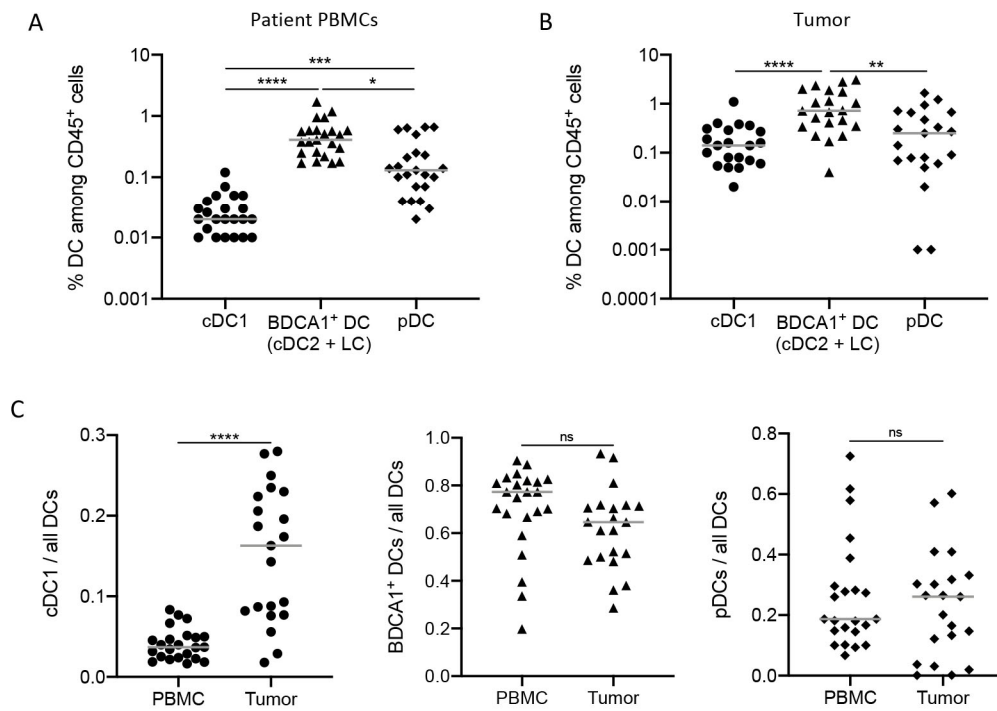 A
Patient PBMCs
% DC among CD45⁺ cells
***
****
*
10
1
0.1
0.01
0.001
cDC1
BDCA1⁺ DC
(cDC2 + LC)
pDC
B
Tumor
% DC among CD45⁺ cells
****
**
10
1
0.1
0.01
0.001
0.0001
cDC1
BDCA1⁺ DC
(cDC2 + LC)
pDC
C
cDC1 / all DCs
****
0.3
0.2
0.1
0.0
PBMC
Tumor
BDCA1⁺ DCs / all DCs
ns
1.0
0.8
0.6
0.4
0.2
0.0
PBMC
Tumor
pDCs / all DCs
ns
0.8
0.6
0.4
0.2
0.0
PBMC
Tumor